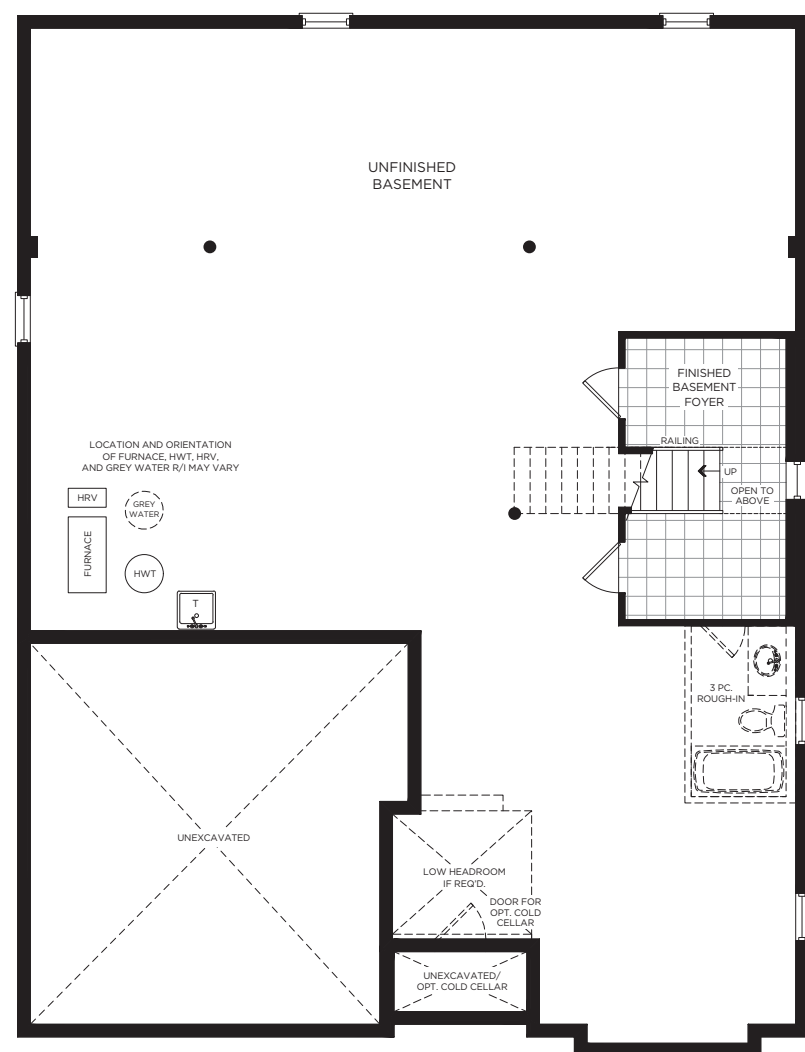 UNFINISHED
BASEMENT
FINISHED
BASEMENT
FOYER
RAILING
UP
OPEN TO
ABOVE
LOCATION AND ORIENTATION
OF FURNACE, HWT, HRV,
AND GREY WATER R/I MAY VARY
HRV
GREY
WATER
FURNACE
HWT
T
3 PC.
ROUGH-IN
UNEXCAVATED
LOW HEADROOM
IF REQ'D.
DOOR FOR
OPT. COLD
CELLAR
UNEXCAVATED/
OPT. COLD CELLAR